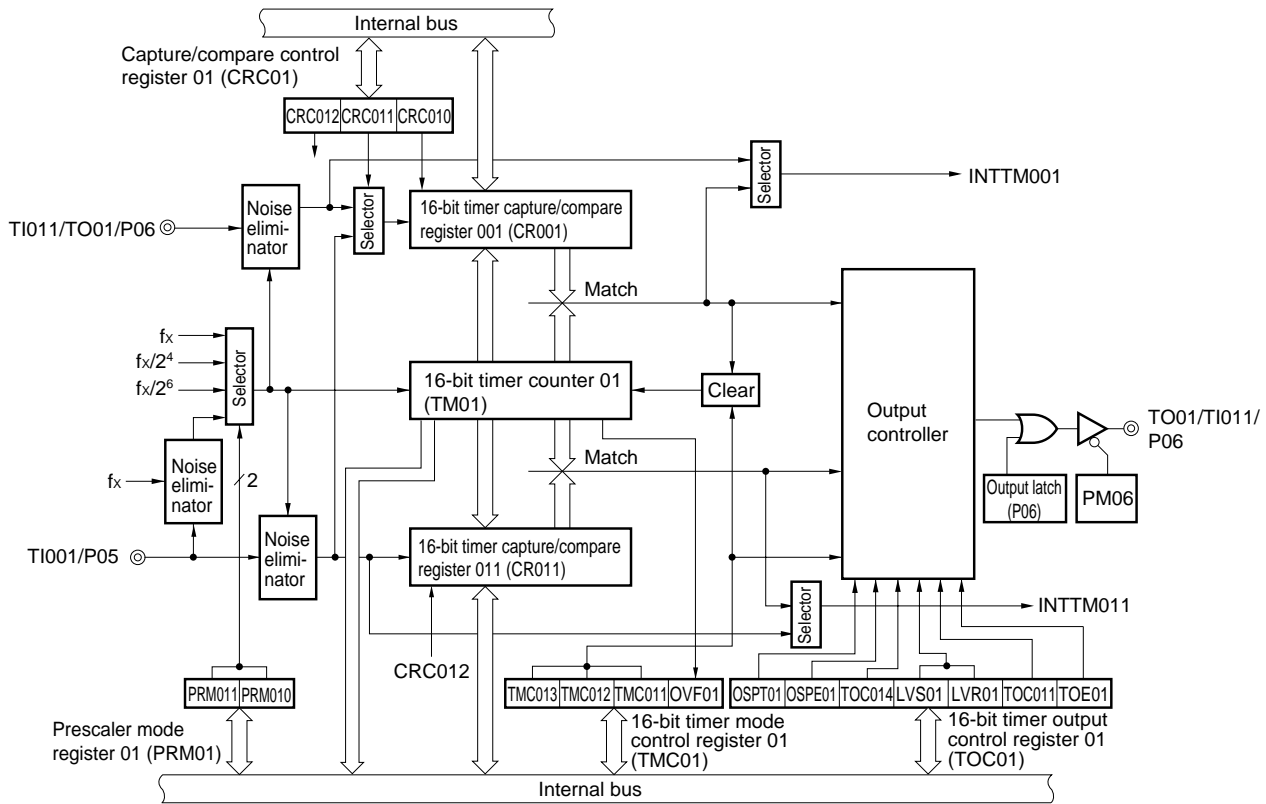 Internal bus
Capture/compare control
register 01 (CRC01)
CRC012 CRC011 CRC010
Selector
INTTM001
Noise
elimi-
nator
TI011/TO01/P06
Selector
16-bit timer capture/compare
register 001 (CR001)
Match
fX
fX/2⁴
fX/2⁶
Selector
16-bit timer counter 01
(TM01)
Clear
Output
controller
TO01/TI011/
P06
Noise
elimi-
nator
fX
2
Match
Output latch
(P06)
PM06
TI001/P05
Noise
elimi-
nator
16-bit timer capture/compare
register 011 (CR011)
Selector
INTTM011
CRC012
PRM011 PRM010
TMC013 TMC012 TMC011 OVF01
OSPT01 OSPE01 TOC014 LVS01 LVR01 TOC011 TOE01
Prescaler mode
register 01 (PRM01)
16-bit timer mode
control register 01
(TMC01)
16-bit timer output
control register 01
(TOC01)
Internal bus